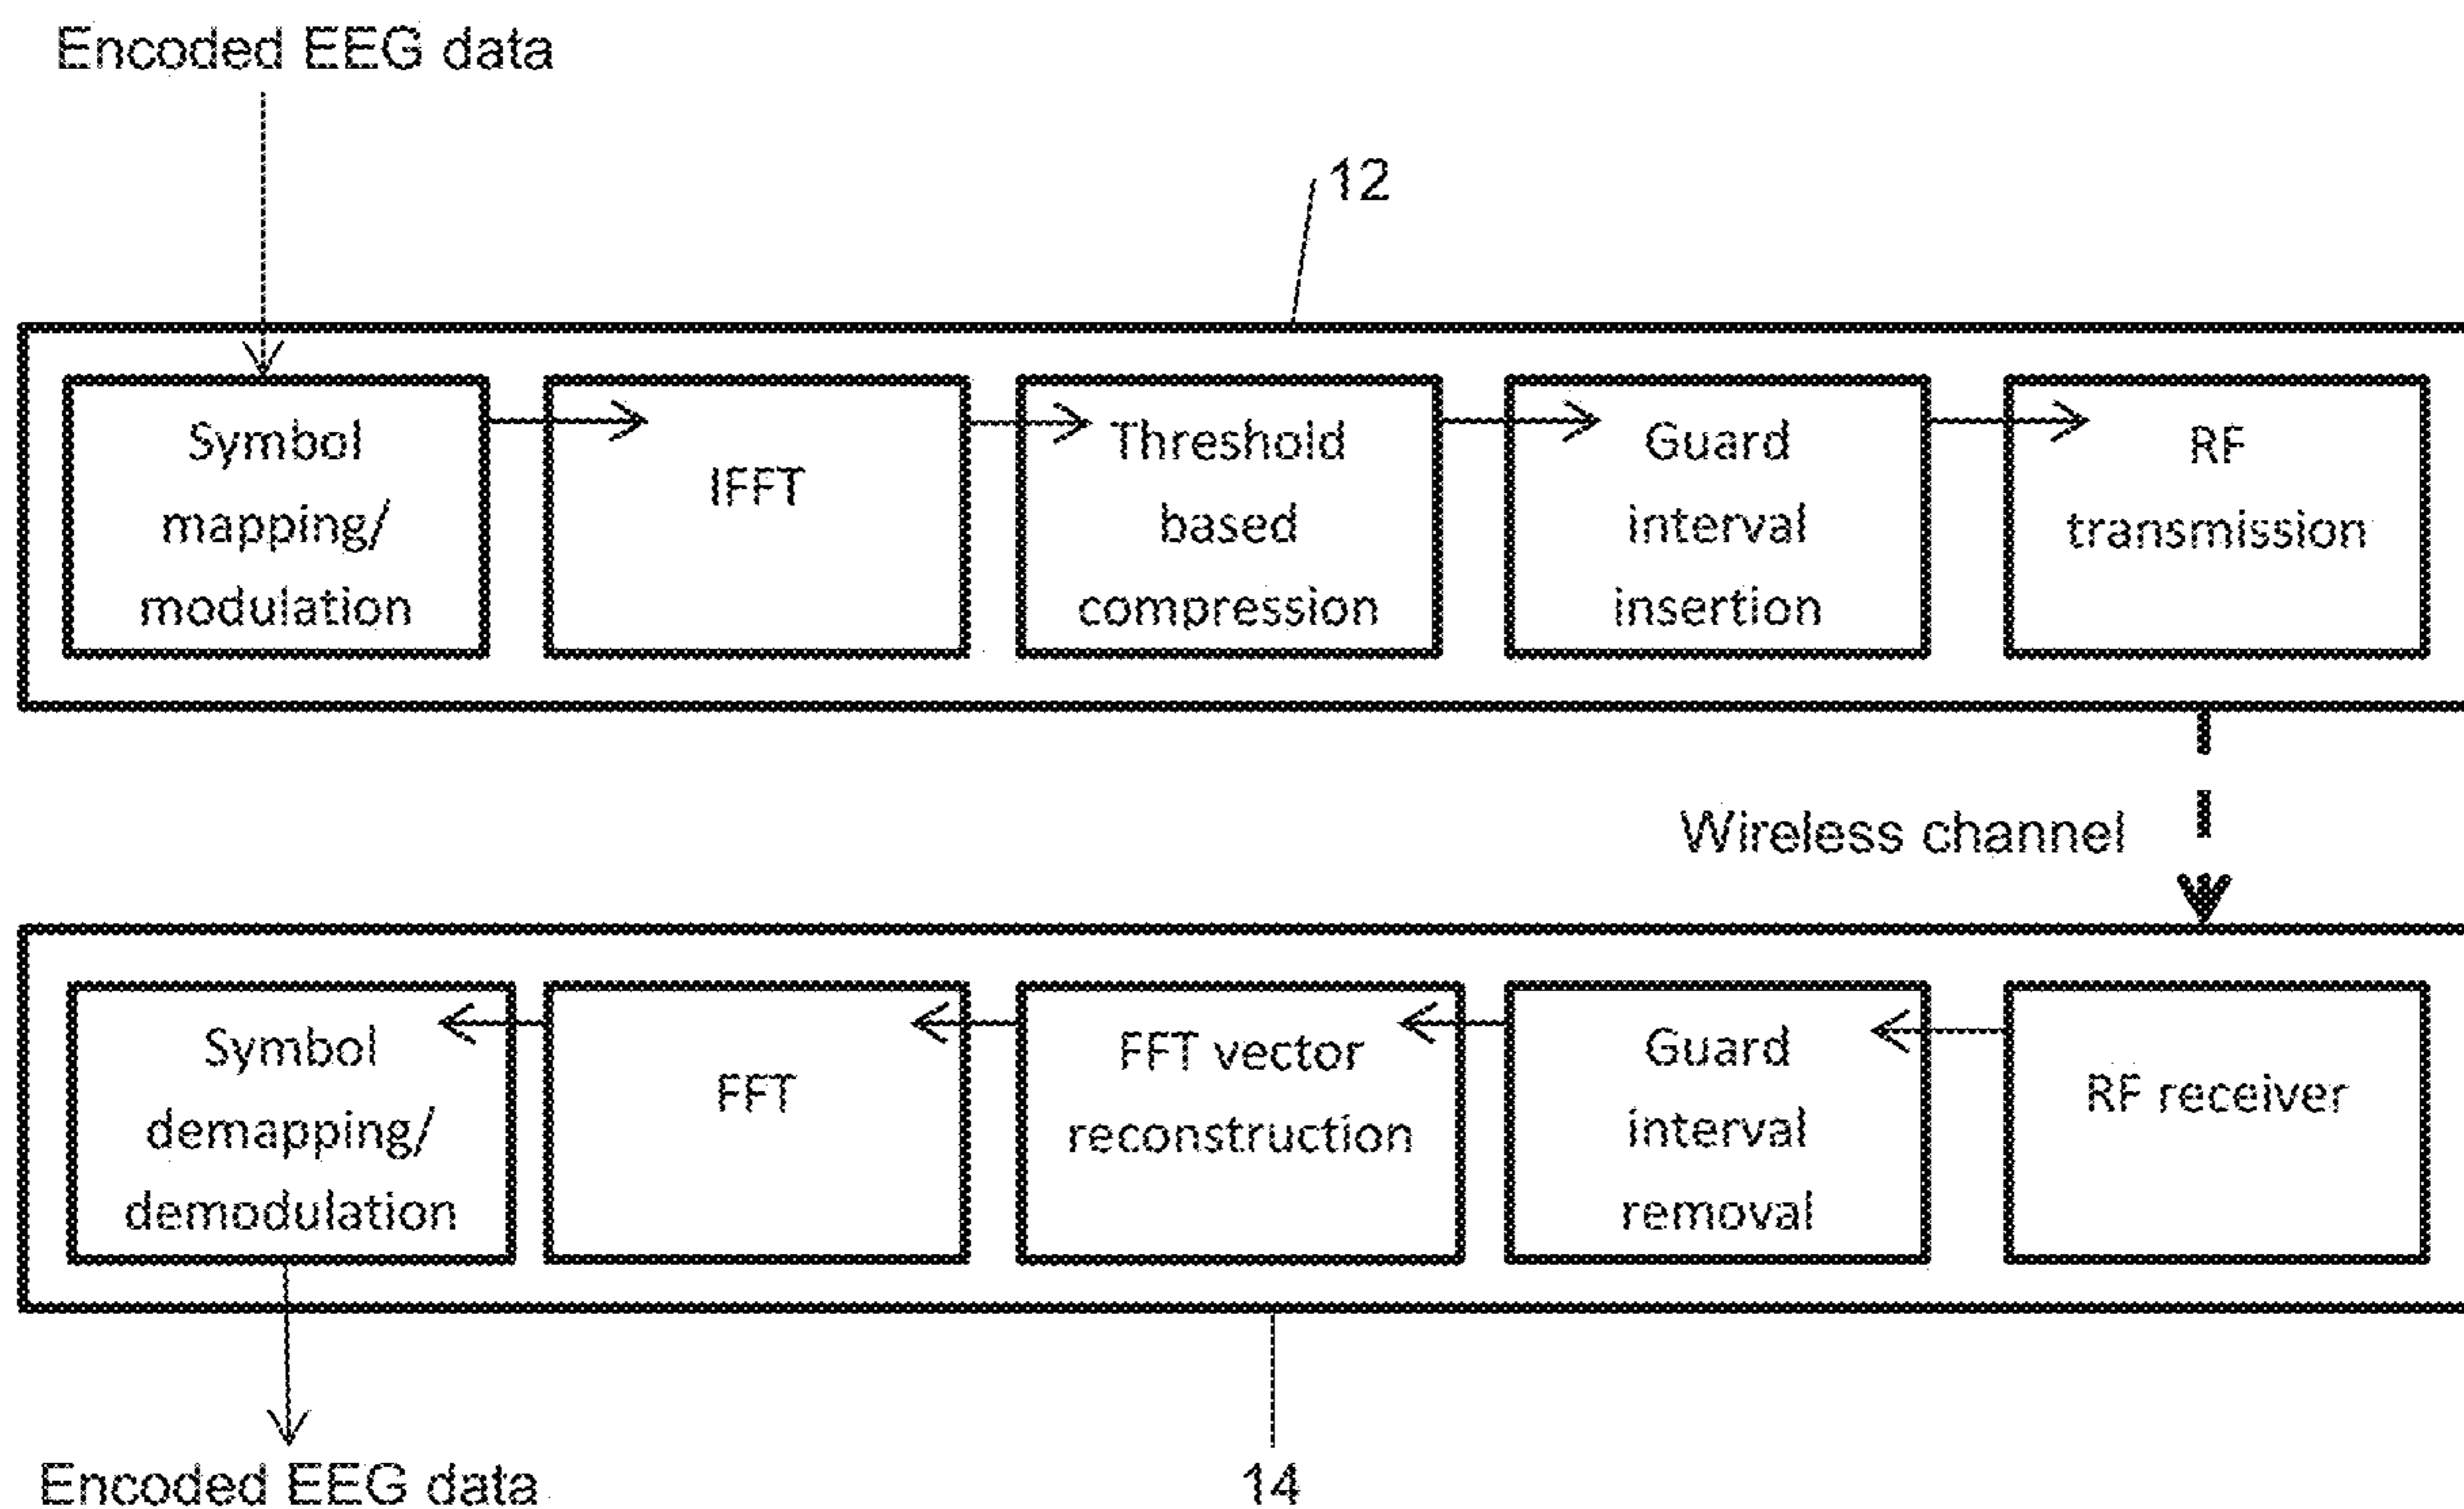 Encoded EEG data
12
Symbol
mapping/
modulation
IFFT
Threshold
based
compression
Guard
interval
insertion
RF
transmission
Wireless channel
Symbol
demapping/
demodulation
FFT
FFT vector
reconstruction
Guard
interval
removal
RF receiver
Encoded EEG data
14